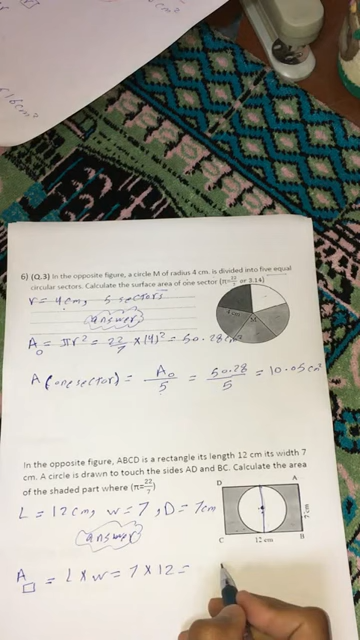 6) (Q.3) In the opposite figure, a circle M of radius 4 cm. is divided into five equal
circular sectors. Calculate the surface area of one sector (π=22/7 or 3.14)
r = 4 cm, 5 sectors
answer
4 cm
M
A○ = πr² = 22/7 × (4)² = 50.28 cm²
A (one sector) = A○/5 = 50.28/5 = 10.05 cm²
In the opposite figure, ABCD is a rectangle its length 12 cm its width 7
cm. A circle is drawn to touch the sides AD and BC. Calculate the area
of the shaded part where (π=22/7)
L = 12 cm, w = 7, D = 7 cm
answer
D A
7 cm
C B
12 cm
A□ = L × w = 7 × 12 =